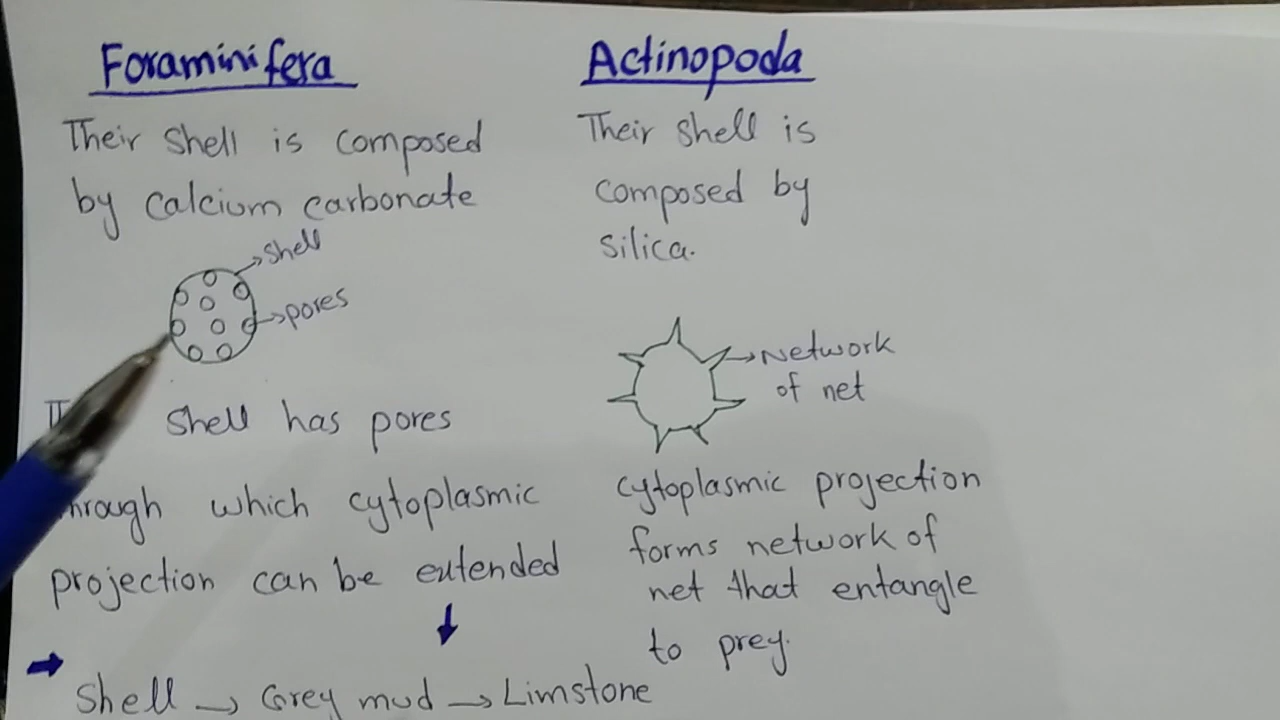 Foraminifera
Their shell is composed
by calcium carbonate
shell
pores
shell has pores
which cytoplasmic
projection can be extended
Shell → Grey mud → Limstone
Actinopoda
Their shell is
composed by
silica.
Network
of net
cytoplasmic projection
forms network of
net that entangle
to prey.